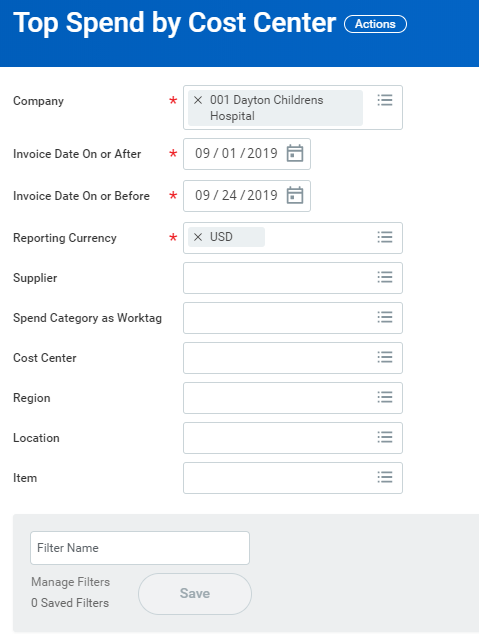 Top Spend by Cost Center Actions
Company * × 001 Dayton Childrens
Hospital
Invoice Date On or After * 09 / 01 / 2019
Invoice Date On or Before * 09 / 24 / 2019
Reporting Currency * × USD
Supplier
Spend Category as Worktag
Cost Center
Region
Location
Item
Filter Name
Manage Filters
0 Saved Filters
Save